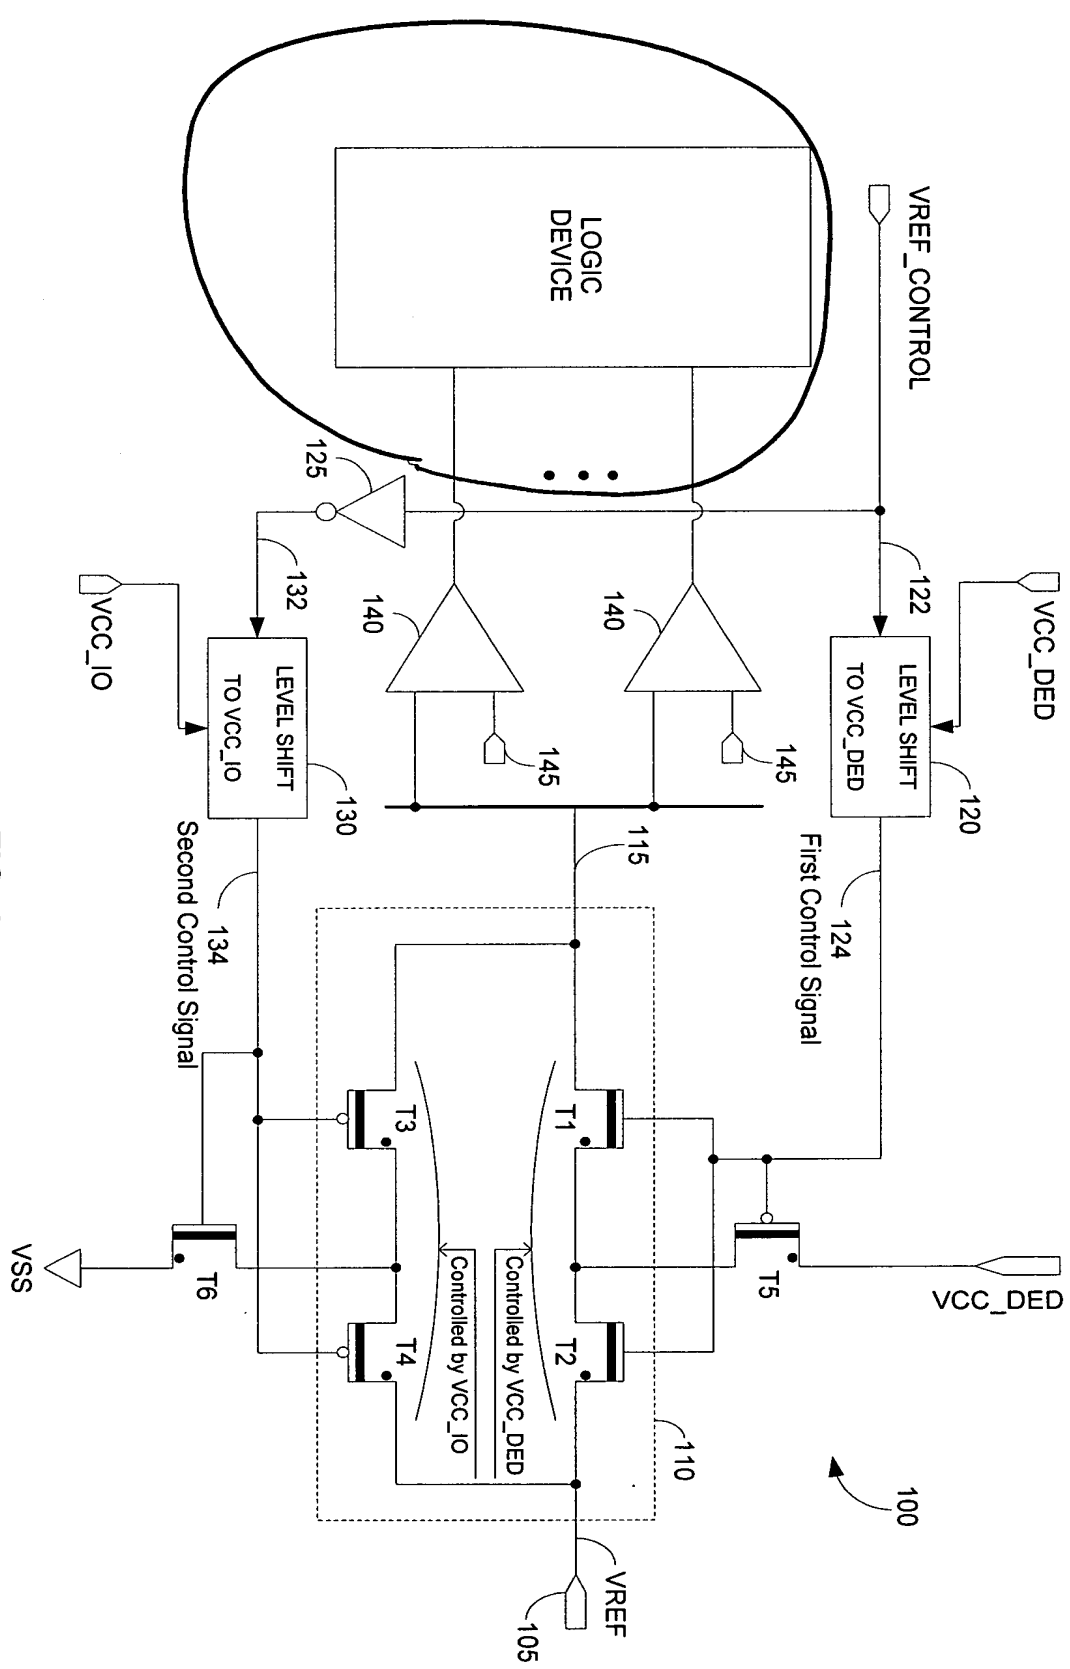 VCC_DED
VCC_DED
120
VREF_CONTROL
122
100
LEVEL SHIFT
TO VCC_DED
124
First Control Signal
145
T5
110
115
140
VREF
LOGIC
DEVICE
T1
T2
145
105
Controlled by VCC_DED
Controlled by VCC_IO
T3
T4
140
130
125
132
LEVEL SHIFT
TO VCC_IO
134
T6
Second Control Signal
VCC_IO
VSS